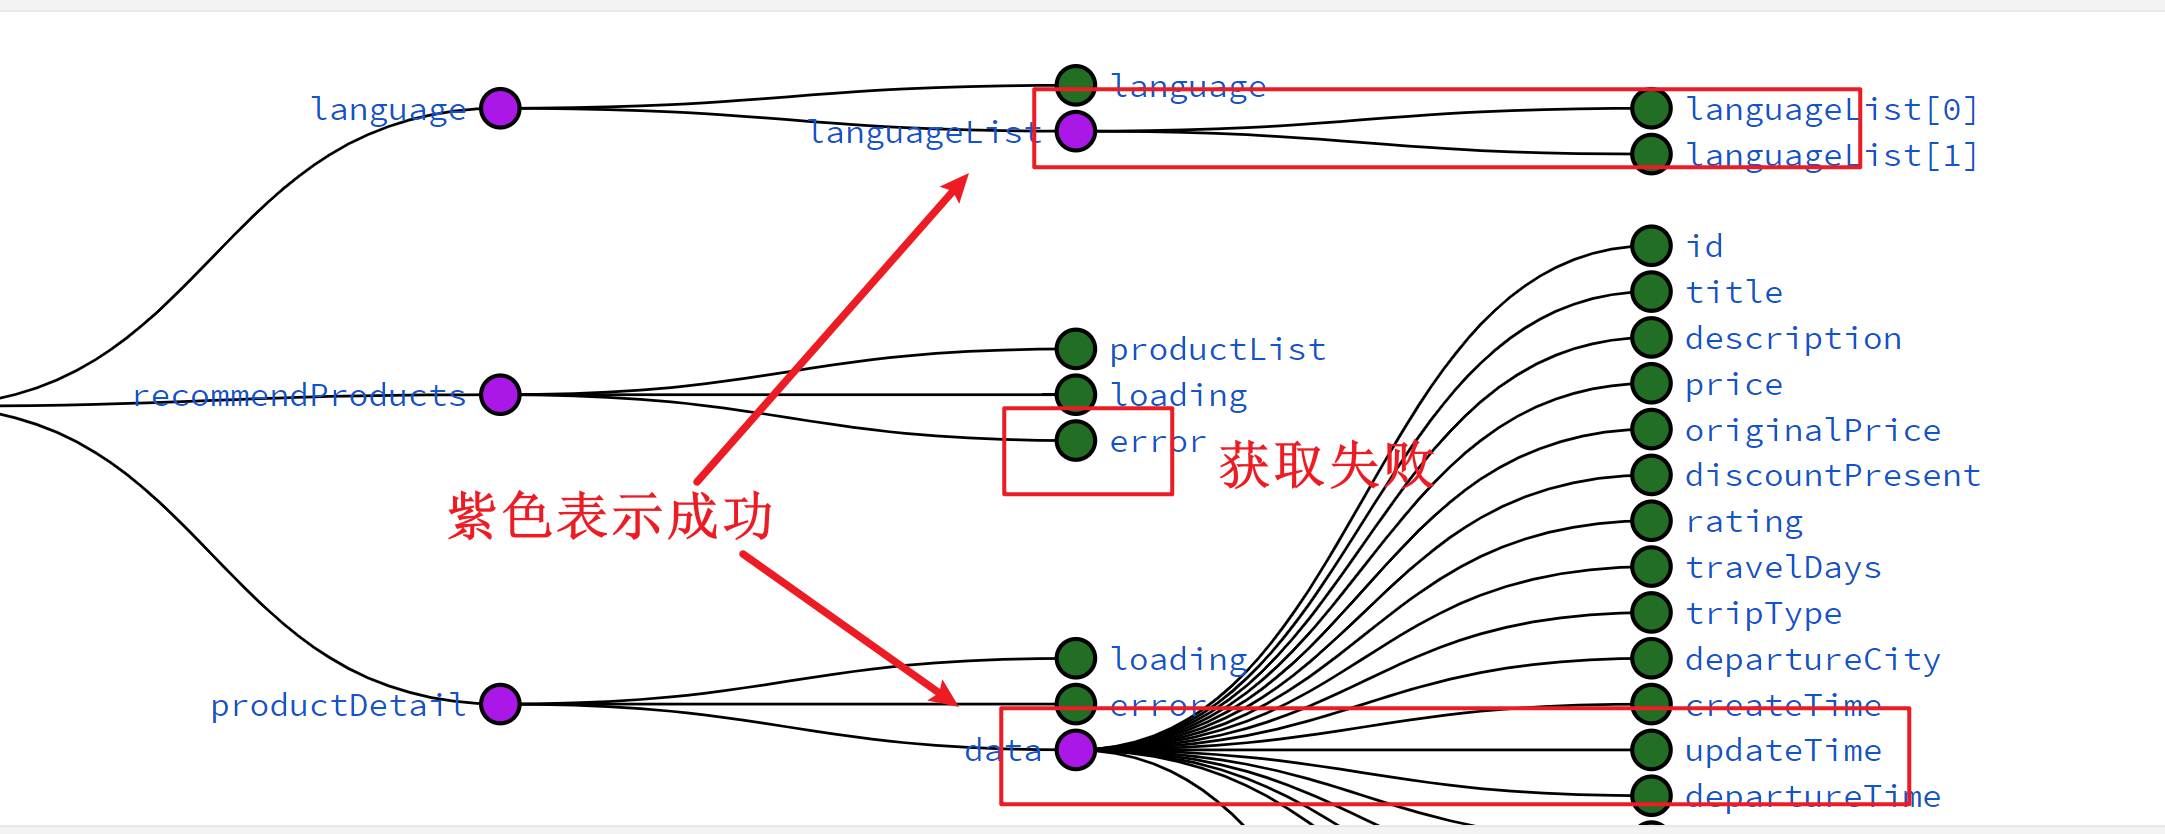 language
language
languageList
languageList[0]
languageList[1]
recommendProducts
productList
loading
error
获取失败
紫色表示成功
productDetail
loading
error
data
id
title
description
price
originalPrice
discountPresent
rating
travelDays
tripType
departureCity
createTime
updateTime
departureTime